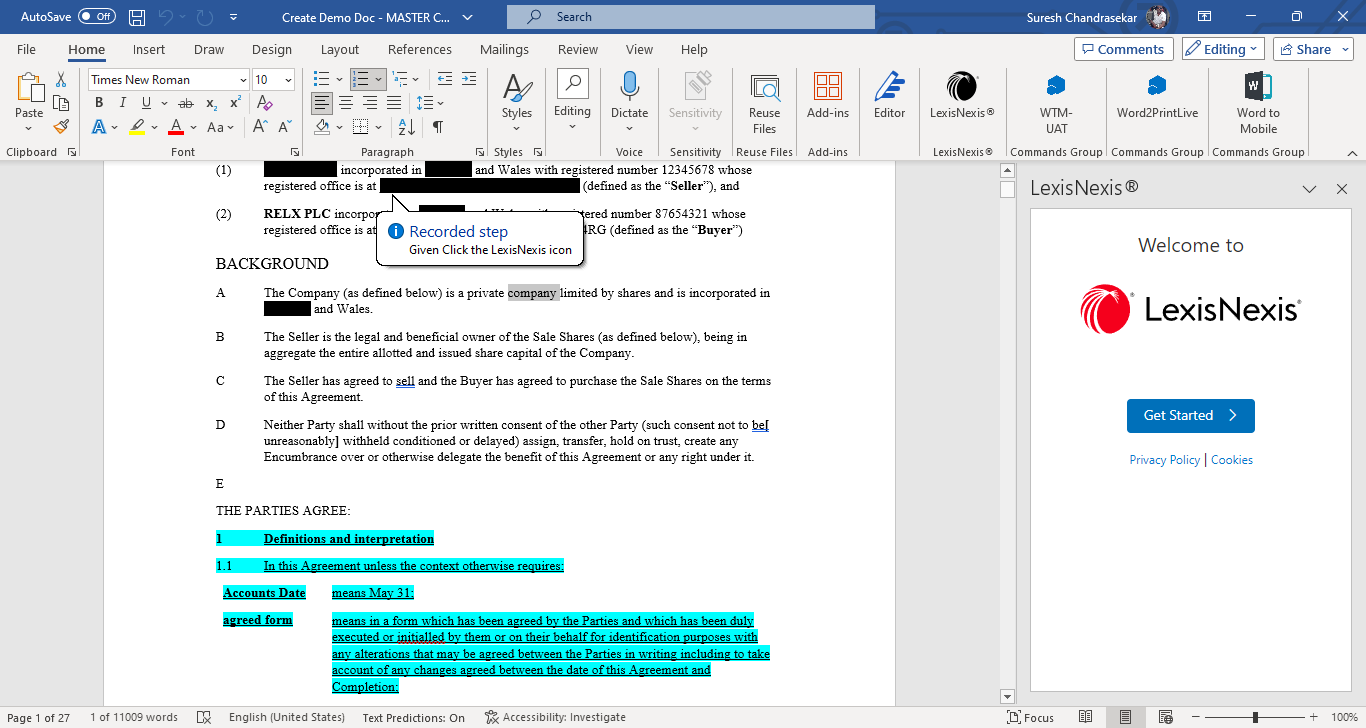 AutoSave Off Create Demo Doc - MASTER C... Search Suresh Chandrasekar
File Home Insert Draw Design Layout References Mailings Review View Help Comments Editing Share
Times New Roman 10
Paste Styles Editing Dictate Sensitivity Reuse Files Add-ins Editor LexisNexis® WTM-UAT Word2PrintLive Word to Mobile
Clipboard Font Paragraph Styles Voice Sensitivity Reuse Files Add-ins LexisNexis® Commands Group Commands Group Commands Group
(1) incorporated in and Wales with registered number 12345678 whose
registered office is at (defined as the “Seller”), and
(2) RELX PLC incorporat registered number 87654321 whose
registered office is at 4RG (defined as the “Buyer”)
Recorded step
Given Click the LexisNexis icon
BACKGROUND
A The Company (as defined below) is a private company limited by shares and is incorporated in
and Wales.
B The Seller is the legal and beneficial owner of the Sale Shares (as defined below), being in
aggregate the entire allotted and issued share capital of the Company.
C The Seller has agreed to sell and the Buyer has agreed to purchase the Sale Shares on the terms
of this Agreement.
D Neither Party shall without the prior written consent of the other Party (such consent not to be[
unreasonably] withheld conditioned or delayed) assign, transfer, hold on trust, create any
Encumbrance over or otherwise delegate the benefit of this Agreement or any right under it.
E
THE PARTIES AGREE:
1 Definitions and interpretation
1.1 In this Agreement unless the context otherwise requires:
Accounts Date means May 31;
agreed form means in a form which has been agreed by the Parties and which has been duly
executed or initialled by them or on their behalf for identification purposes with
any alterations that may be agreed between the Parties in writing including to take
account of any changes agreed between the date of this Agreement and
Completion;
LexisNexis®
Welcome to
LexisNexis®
Get Started
Privacy Policy | Cookies
Page 1 of 27 1 of 11009 words English (United States) Text Predictions: On Accessibility: Investigate Focus 100%